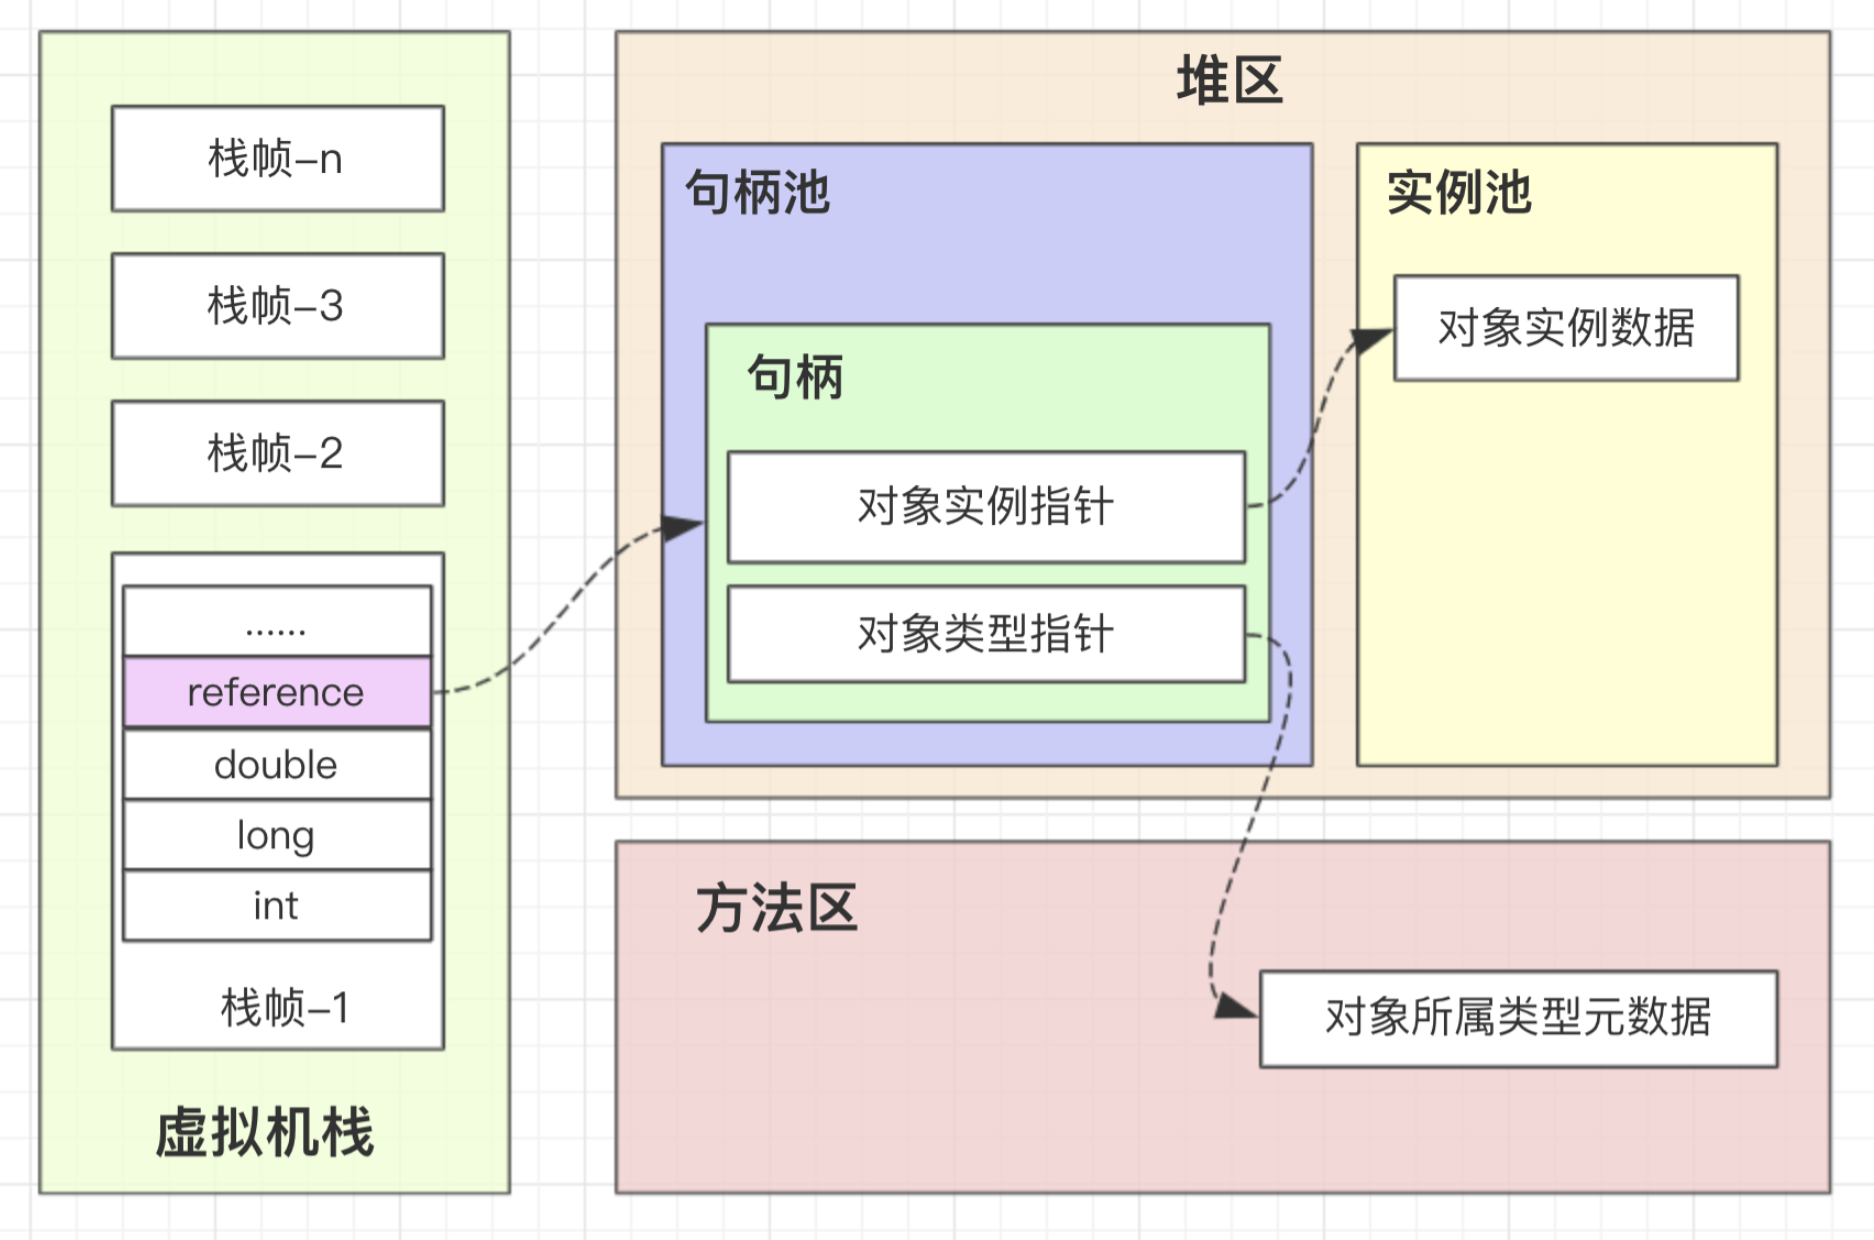 栈帧-n
栈帧-3
栈帧-2
......
reference
double
long
int
栈帧-1
虚拟机栈
堆区
句柄池
句柄
对象实例指针
对象类型指针
实例池
对象实例数据
方法区
对象所属类型元数据